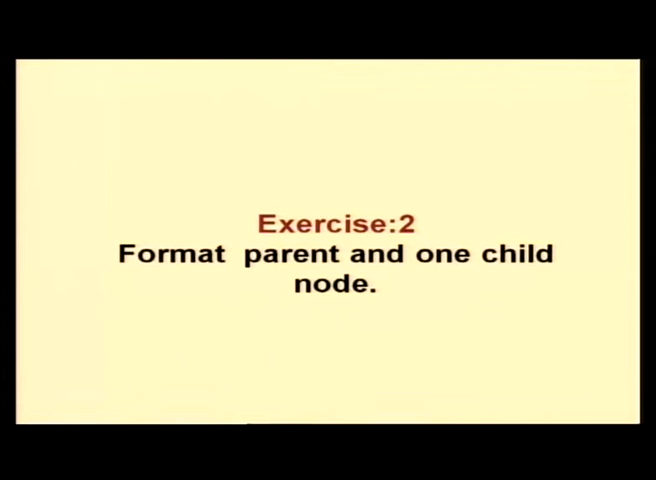 Exercise:2
Format parent and one child
node.